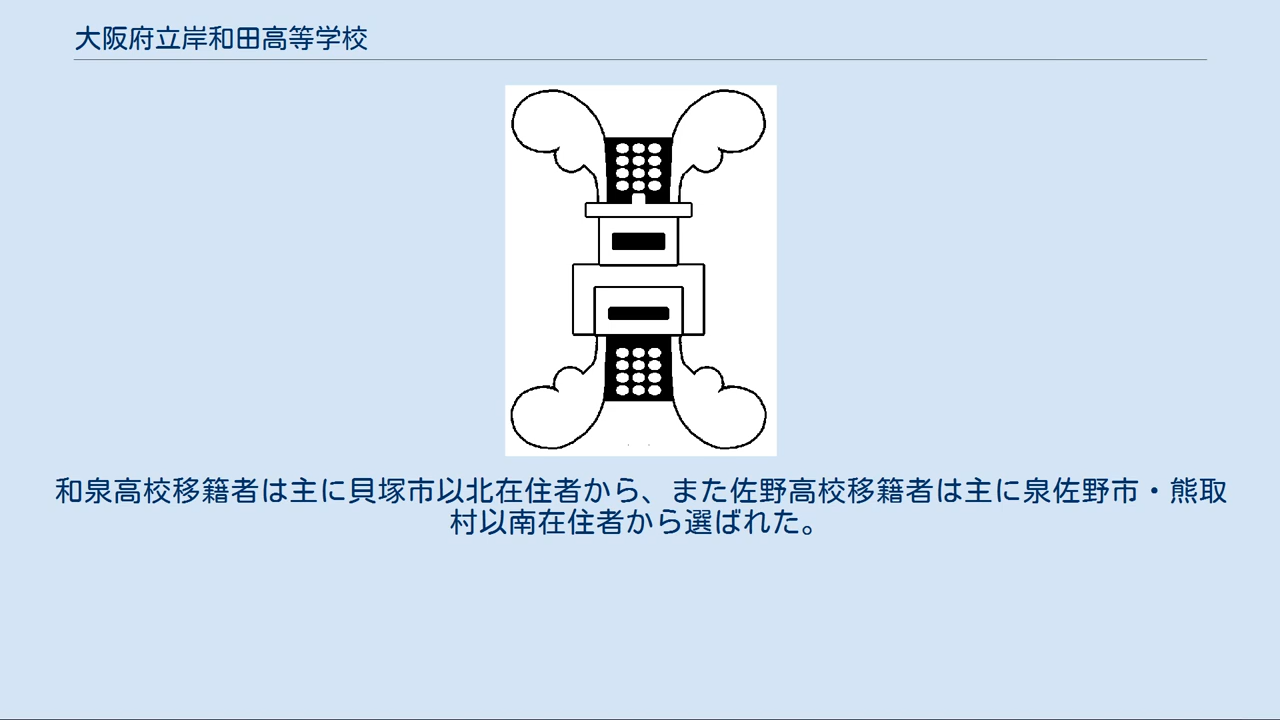 大阪府立岸和田高等学校
和泉高校移籍者は主に貝塚市以北在住者から、また佐野高校移籍者は主に泉佐野市・熊取
村以南在住者から選ばれた。